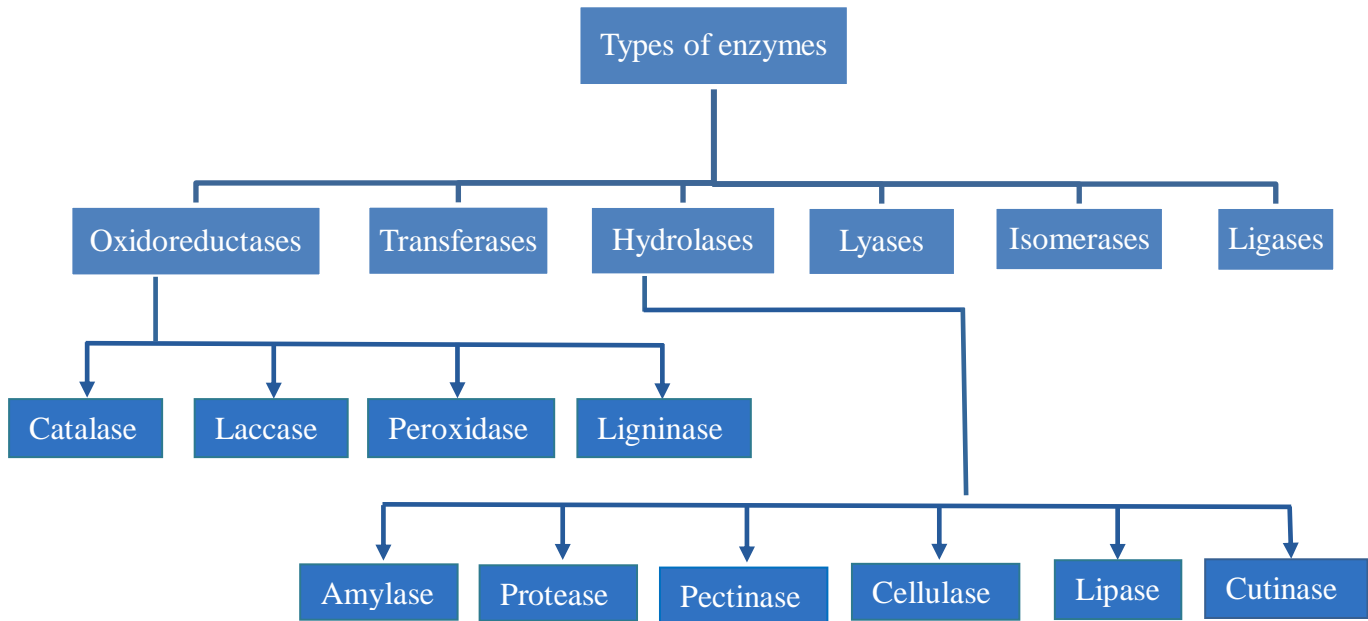 Types of enzymes
Oxidoreductases
Transferases
Hydrolases
Lyases
Isomerases
Ligases
Catalase
Laccase
Peroxidase
Ligninase
Amylase
Protease
Pectinase
Cellulase
Lipase
Cutinase